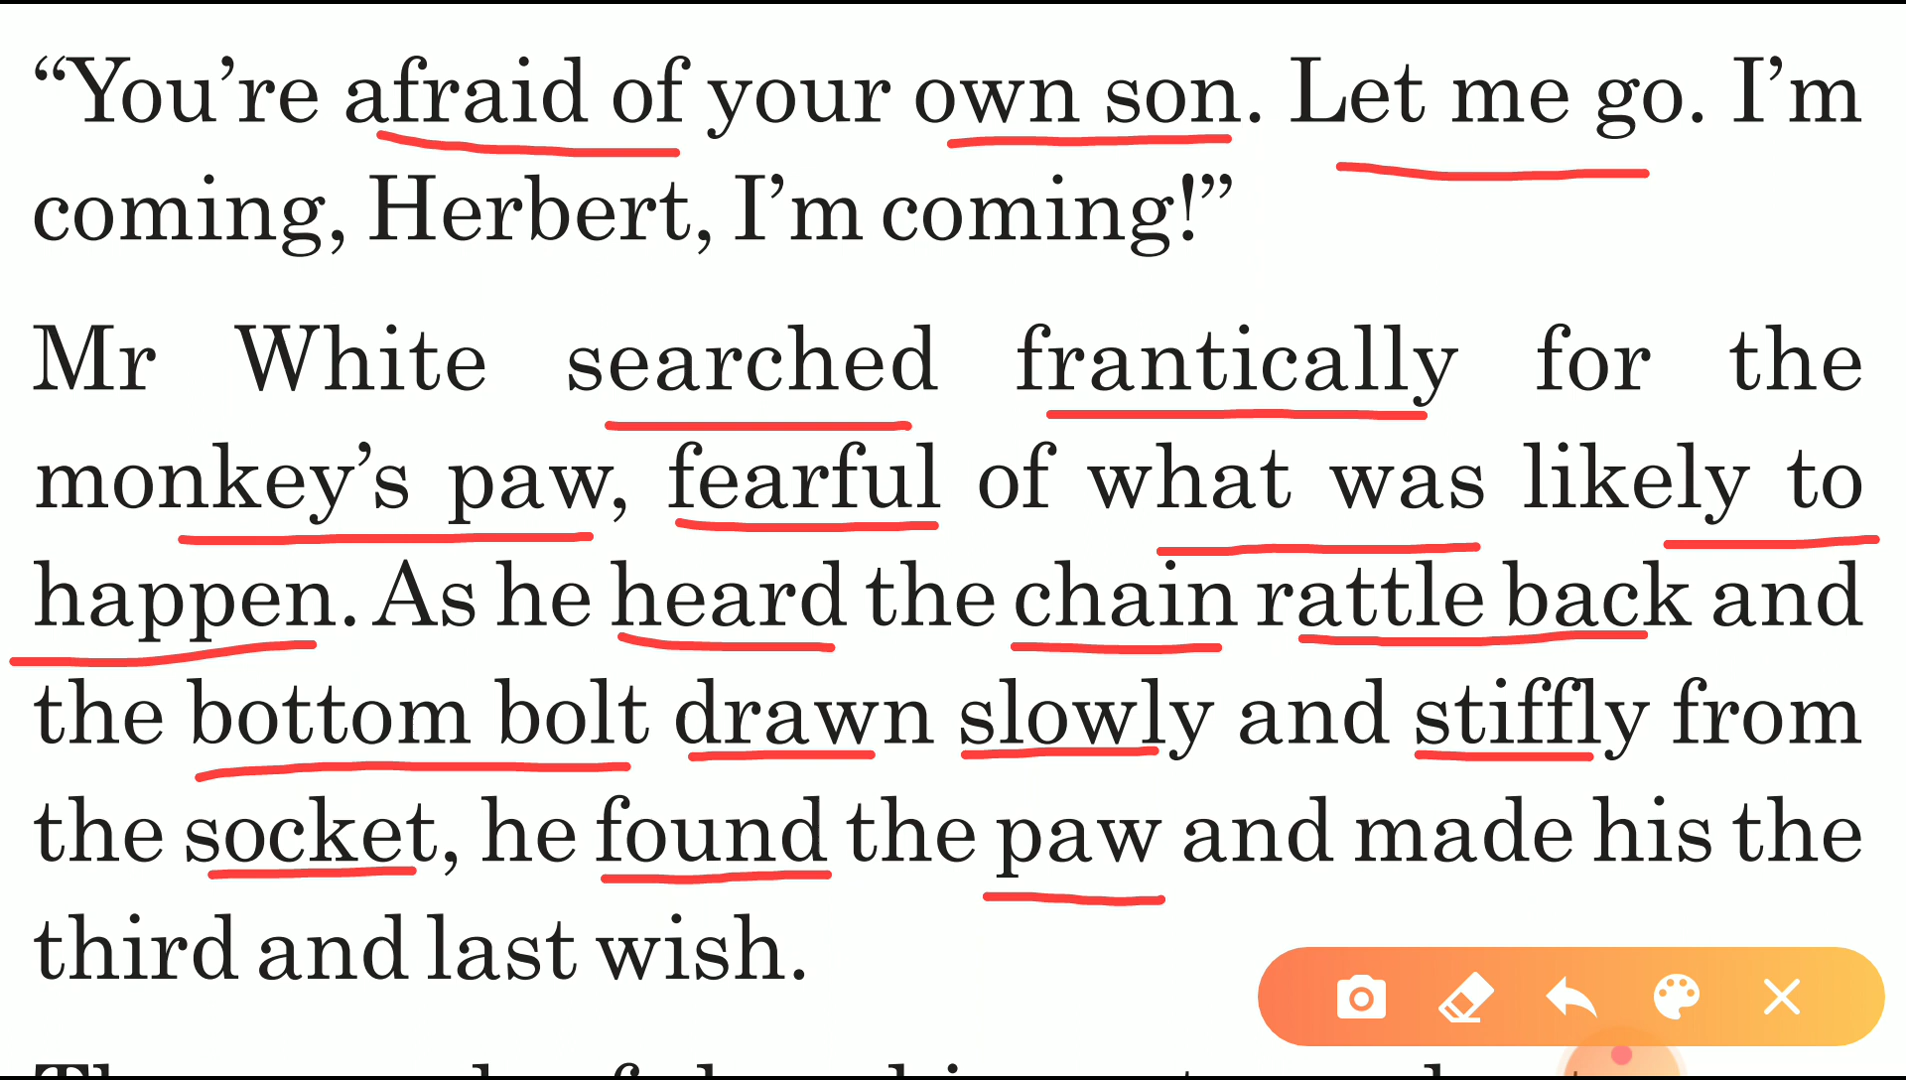 “You’re afraid of your own son. Let me go. I’m
coming, Herbert, I’m coming!”
Mr White searched frantically for the
monkey’s paw, fearful of what was likely to
happen. As he heard the chain rattle back and
the bottom bolt drawn slowly and stiffly from
the socket, he found the paw and made his the
third and last wish.